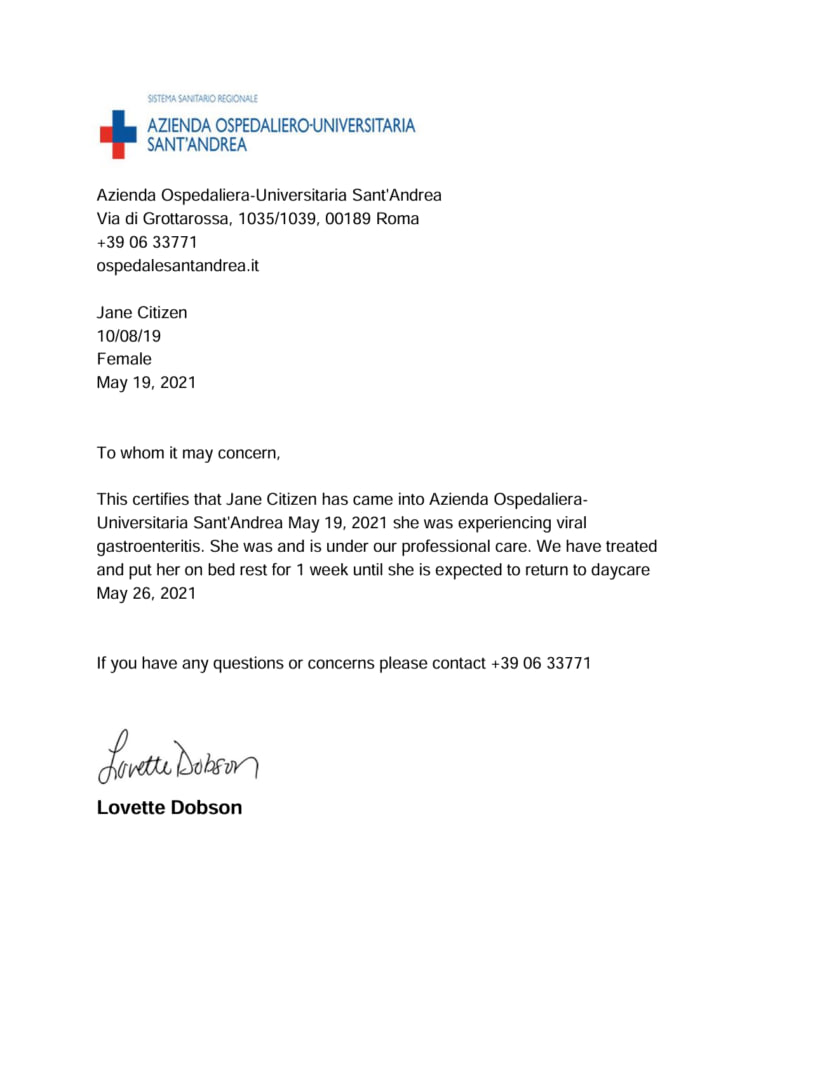 SISTEMA SANITARIO REGIONALE
AZIENDA OSPEDALIERO-UNIVERSITARIA
SANT'ANDREA
Azienda Ospedaliera-Universitaria Sant'Andrea
Via di Grottarossa, 1035/1039, 00189 Roma
+39 06 33771
ospedalesantandrea.it
Jane Citizen
10/08/19
Female
May 19, 2021
To whom it may concern,
This certifies that Jane Citizen has came into Azienda Ospedaliera-
Universitaria Sant'Andrea May 19, 2021 she was experiencing viral
gastroenteritis. She was and is under our professional care. We have treated
and put her on bed rest for 1 week until she is expected to return to daycare
May 26, 2021
If you have any questions or concerns please contact +39 06 33771
Lovette Dobson
Lovette Dobson